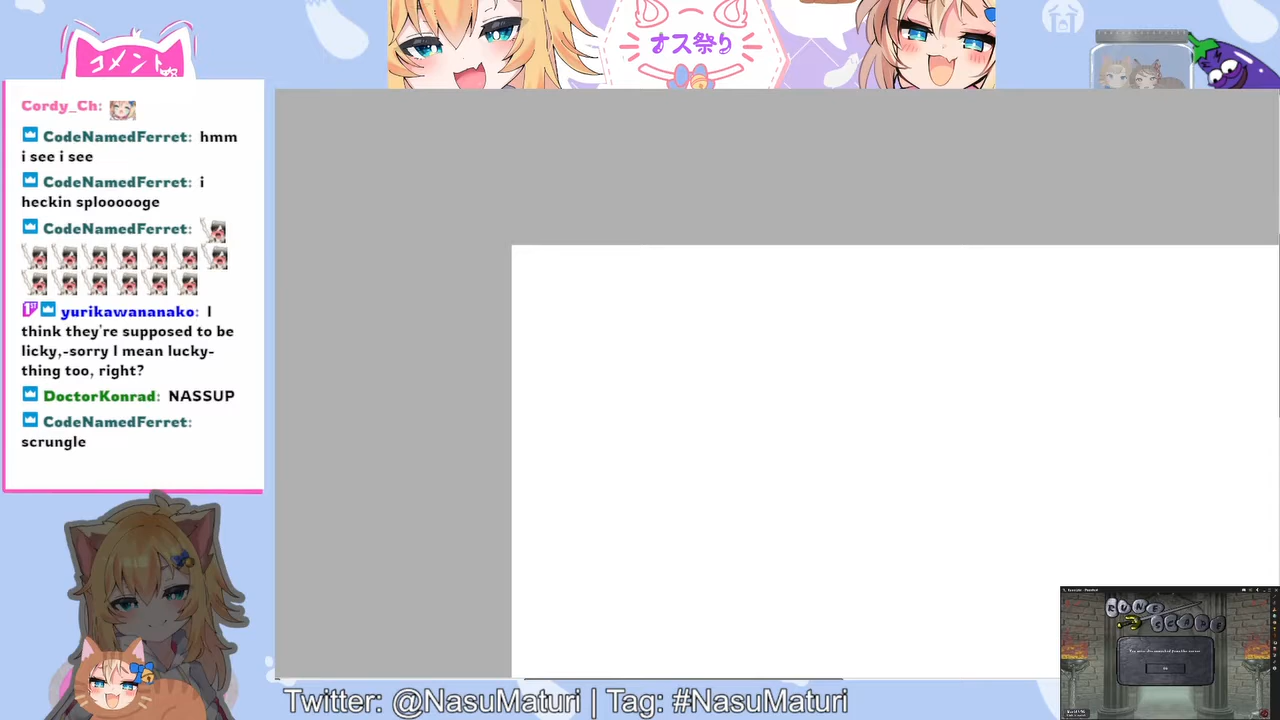 コメント
ナス祭り
Cordy_Ch:
CodeNamedFerret: hmm
i see i see
CodeNamedFerret: i
heckin sploooooge
CodeNamedFerret:
yurikawananako: I
think they're supposed to be
licky,-sorry I mean lucky-
thing too, right?
DoctorKonrad: NASSUP
CodeNamedFerret:
scrungle
RUNE
SCAPE
Twitter: @NasuMaturi | Tag: #NasuMaturi